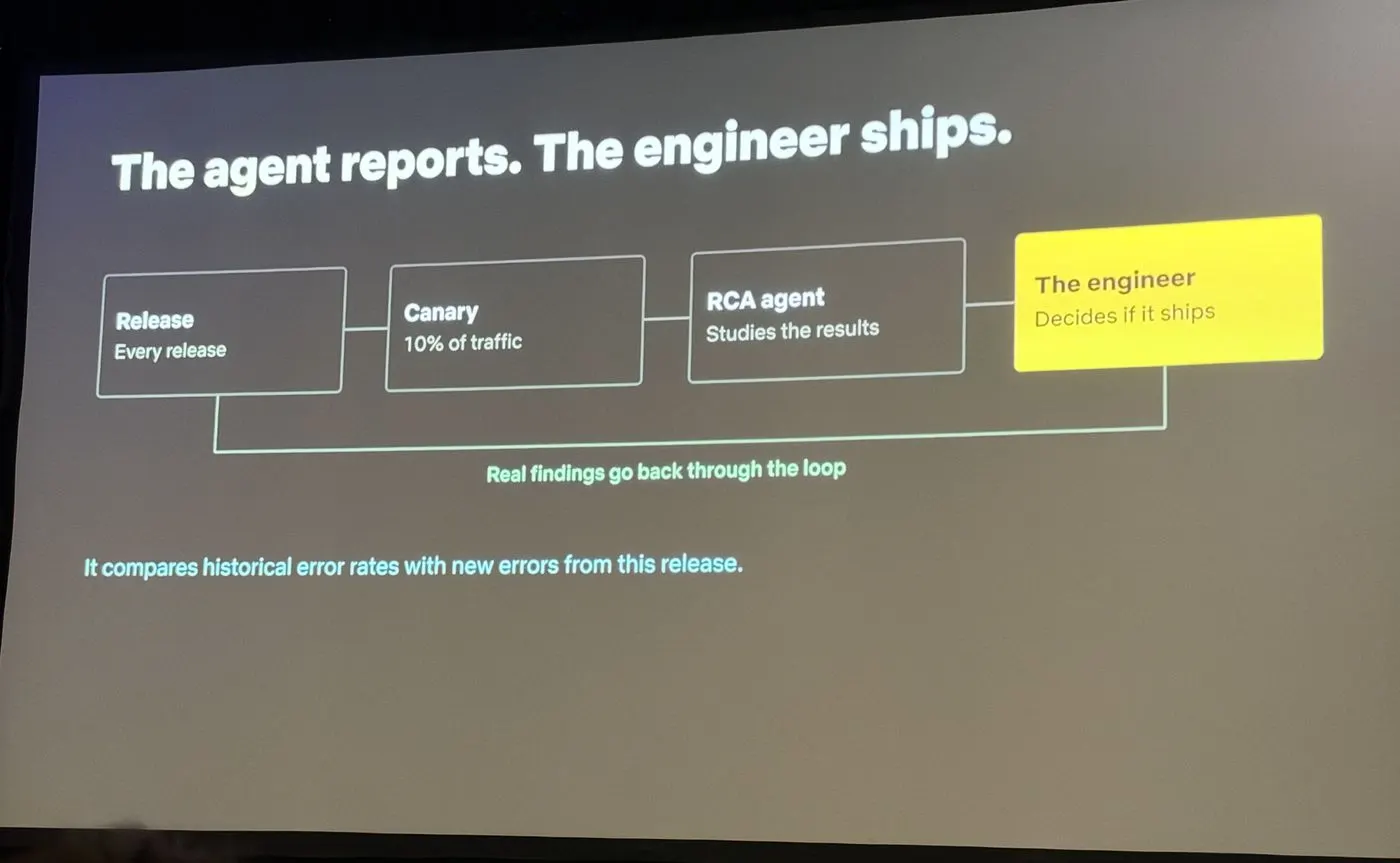 The agent reports. The engineer ships.
Release
Every release
Canary
10% of traffic
RCA agent
Studies the results
The engineer
Decides if it ships
Real findings go back through the loop
It compares historical error rates with new errors from this release.